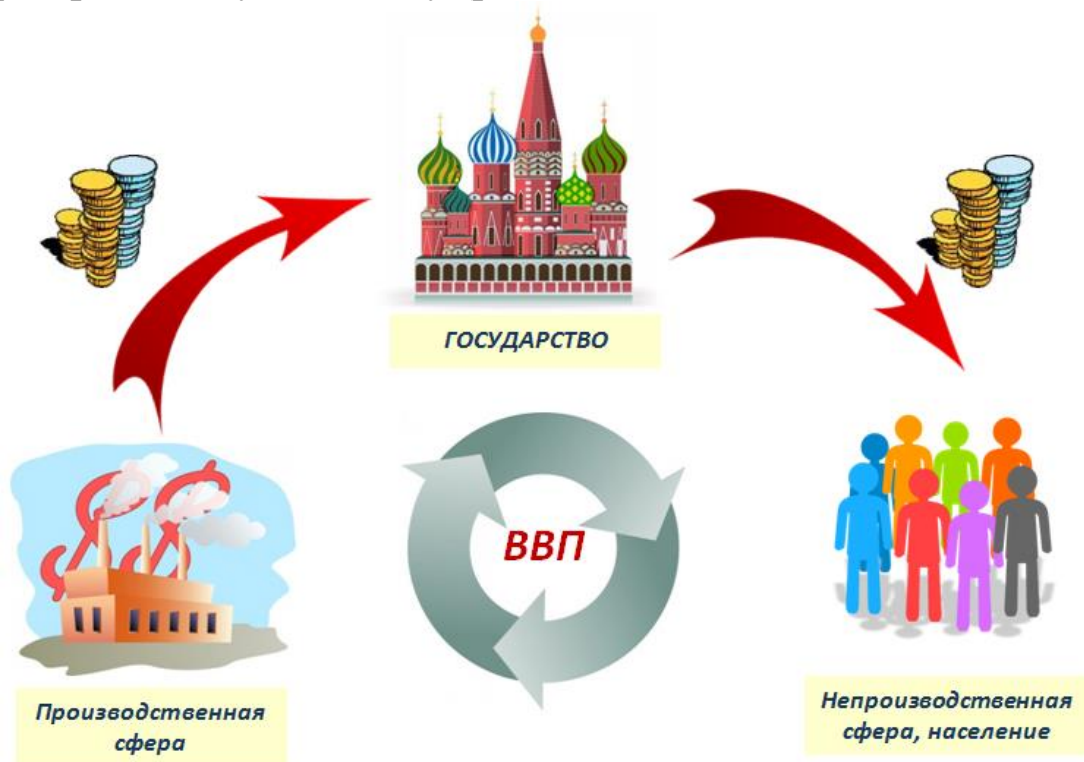 ГОСУДАРСТВО
ВВП
Производственная
сфера
Непроизводственная
сфера, население